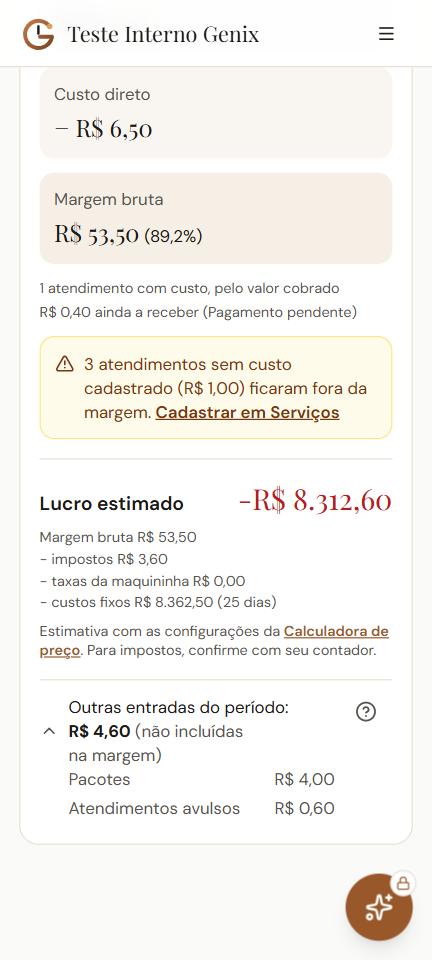 Teste Interno Genix
Custo direto
− R$ 6,50
Margem bruta
R$ 53,50 (89,2%)
1 atendimento com custo, pelo valor cobrado
R$ 0,40 ainda a receber (Pagamento pendente)
3 atendimentos sem custo
cadastrado (R$ 1,00) ficaram fora da
margem. Cadastrar em Serviços
Lucro estimado
-R$ 8.312,60
Margem bruta R$ 53,50
- impostos R$ 3,60
- taxas da maquininha R$ 0,00
- custos fixos R$ 8.362,50 (25 dias)
Estimativa com as configurações da Calculadora de
preço. Para impostos, confirme com seu contador.
Outras entradas do período:
R$ 4,60 (não incluídas
na margem)
Pacotes R$ 4,00
Atendimentos avulsos R$ 0,60